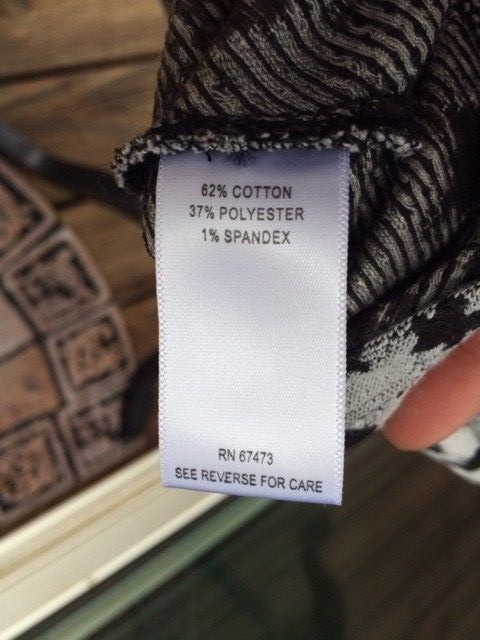 62% COTTON
37% POLYESTER
1% SPANDEX
RN 67473
SEE REVERSE FOR CARE